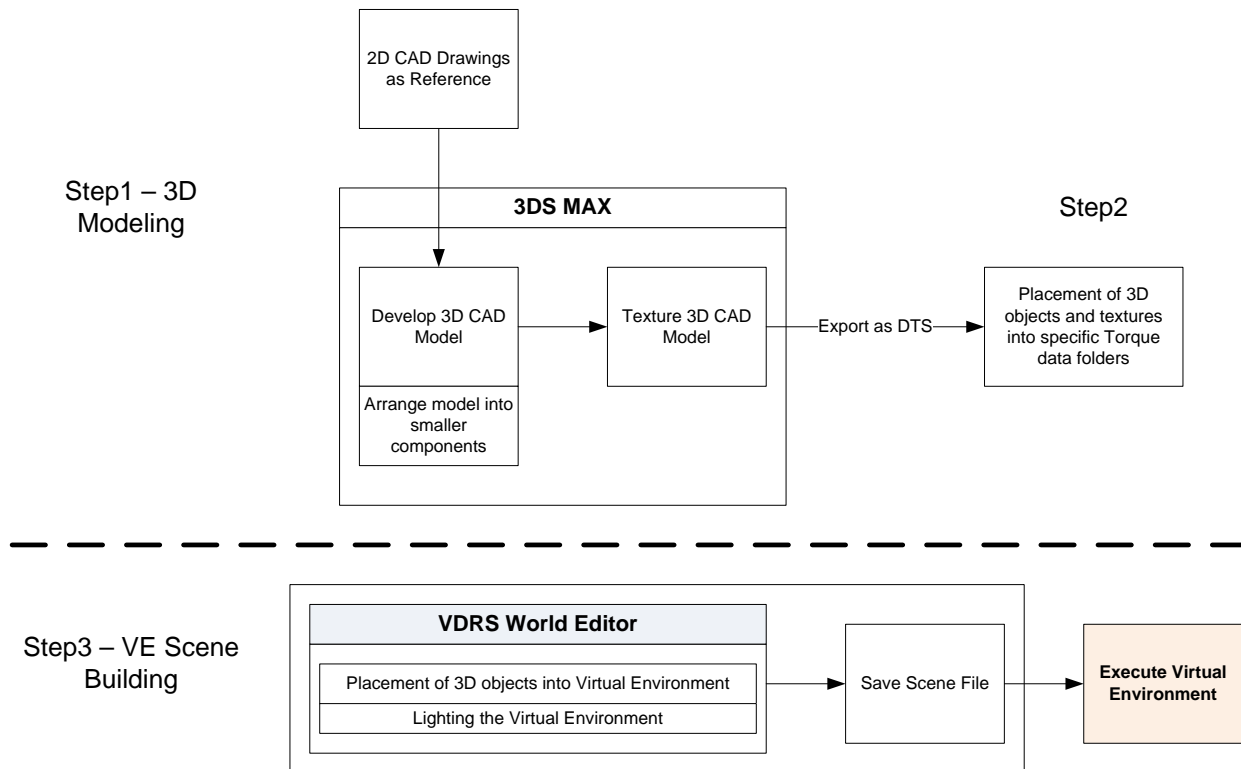 2D CAD Drawings
as Reference
Step1 – 3D
Modeling
3DS MAX
Step2
Develop 3D CAD
Model
Texture 3D CAD
Model
Export as DTS
Placement of 3D
objects and textures
into specific Torque
data folders
Arrange model into
smaller
components
Step3 – VE Scene
Building
VDRS World Editor
Placement of 3D objects into Virtual Environment
Lighting the Virtual Environment
Save Scene File
Execute Virtual
Environment